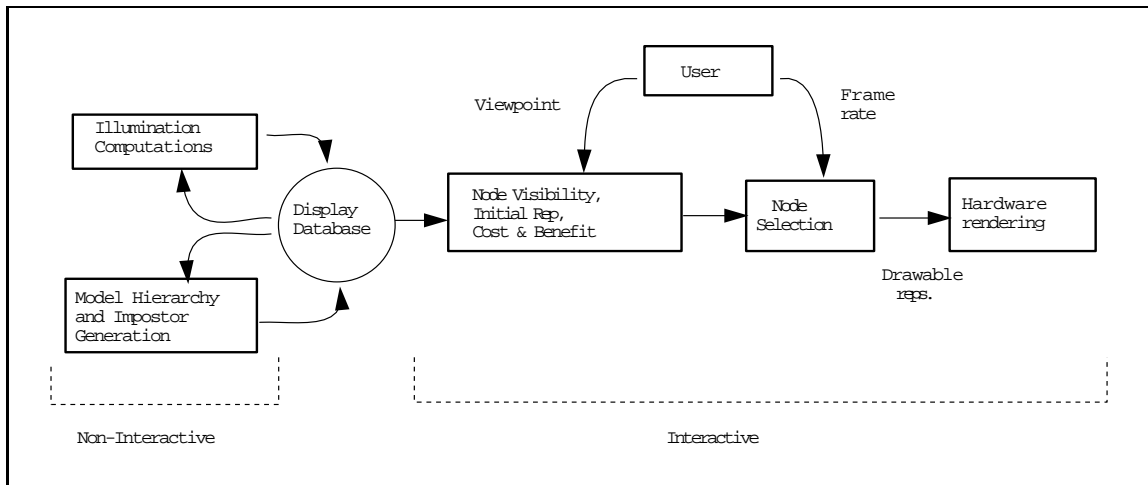 User
Viewpoint
Frame
rate
Illumination
Computations
Display
Database
Node Visibility,
Initial Rep,
Cost & Benefit
Node
Selection
Hardware
rendering
Drawable
reps.
Model Hierarchy
and Impostor
Generation
Non-Interactive
Interactive